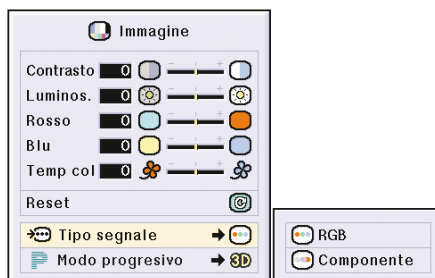 Immagine
Contrasto 0 - +
Luminos. 0 - +
Rosso 0 - +
Blu 0 - +
Temp col 0 - +
Reset
Tipo segnale
Modo progresivo 3D
RGB
Componente